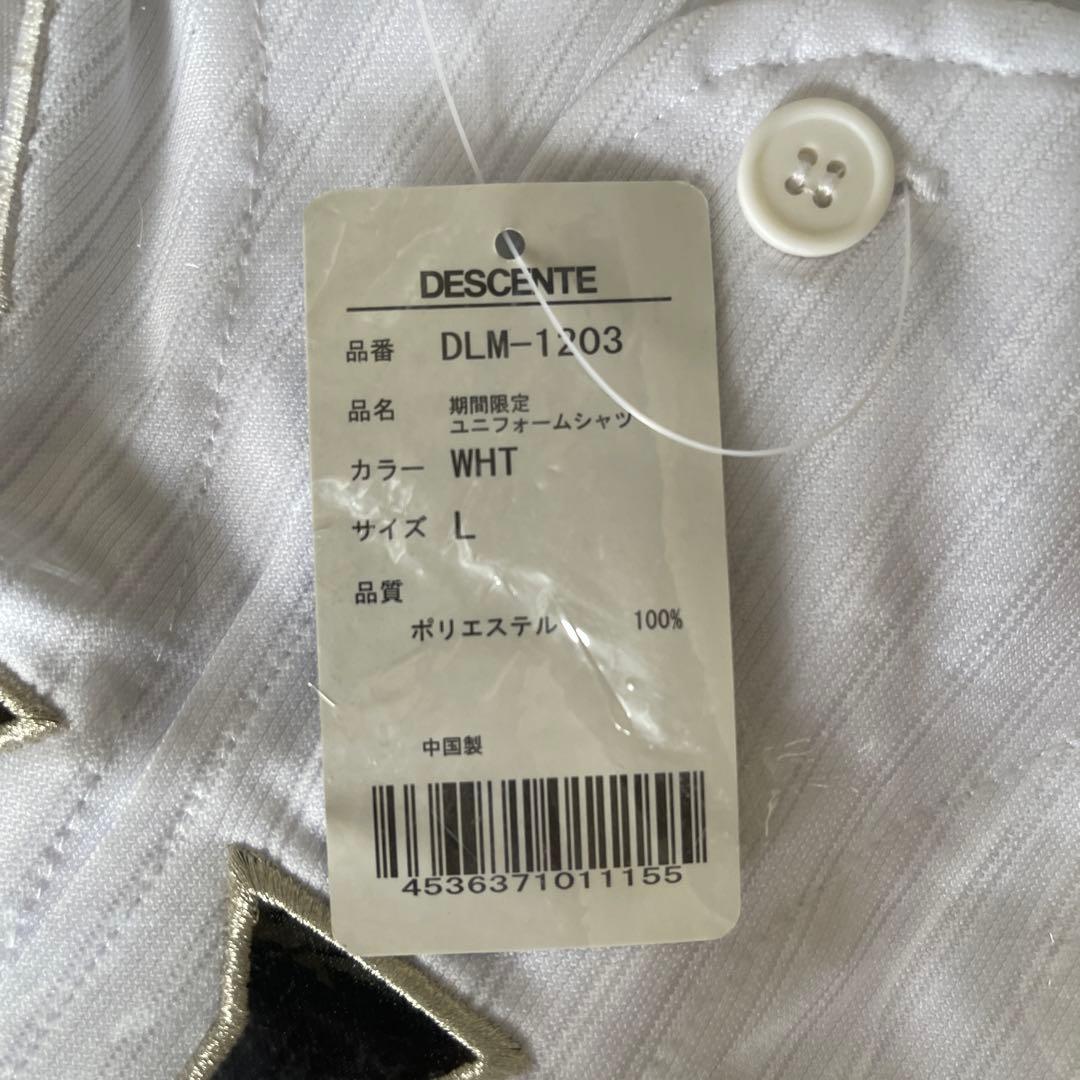 DESCENTE
品番 DLM-1203
品名 期間限定
ユニフォームシャツ
カラー WHT
サイズ L
品質
ポリエステル 100%
中国製
4536371011155